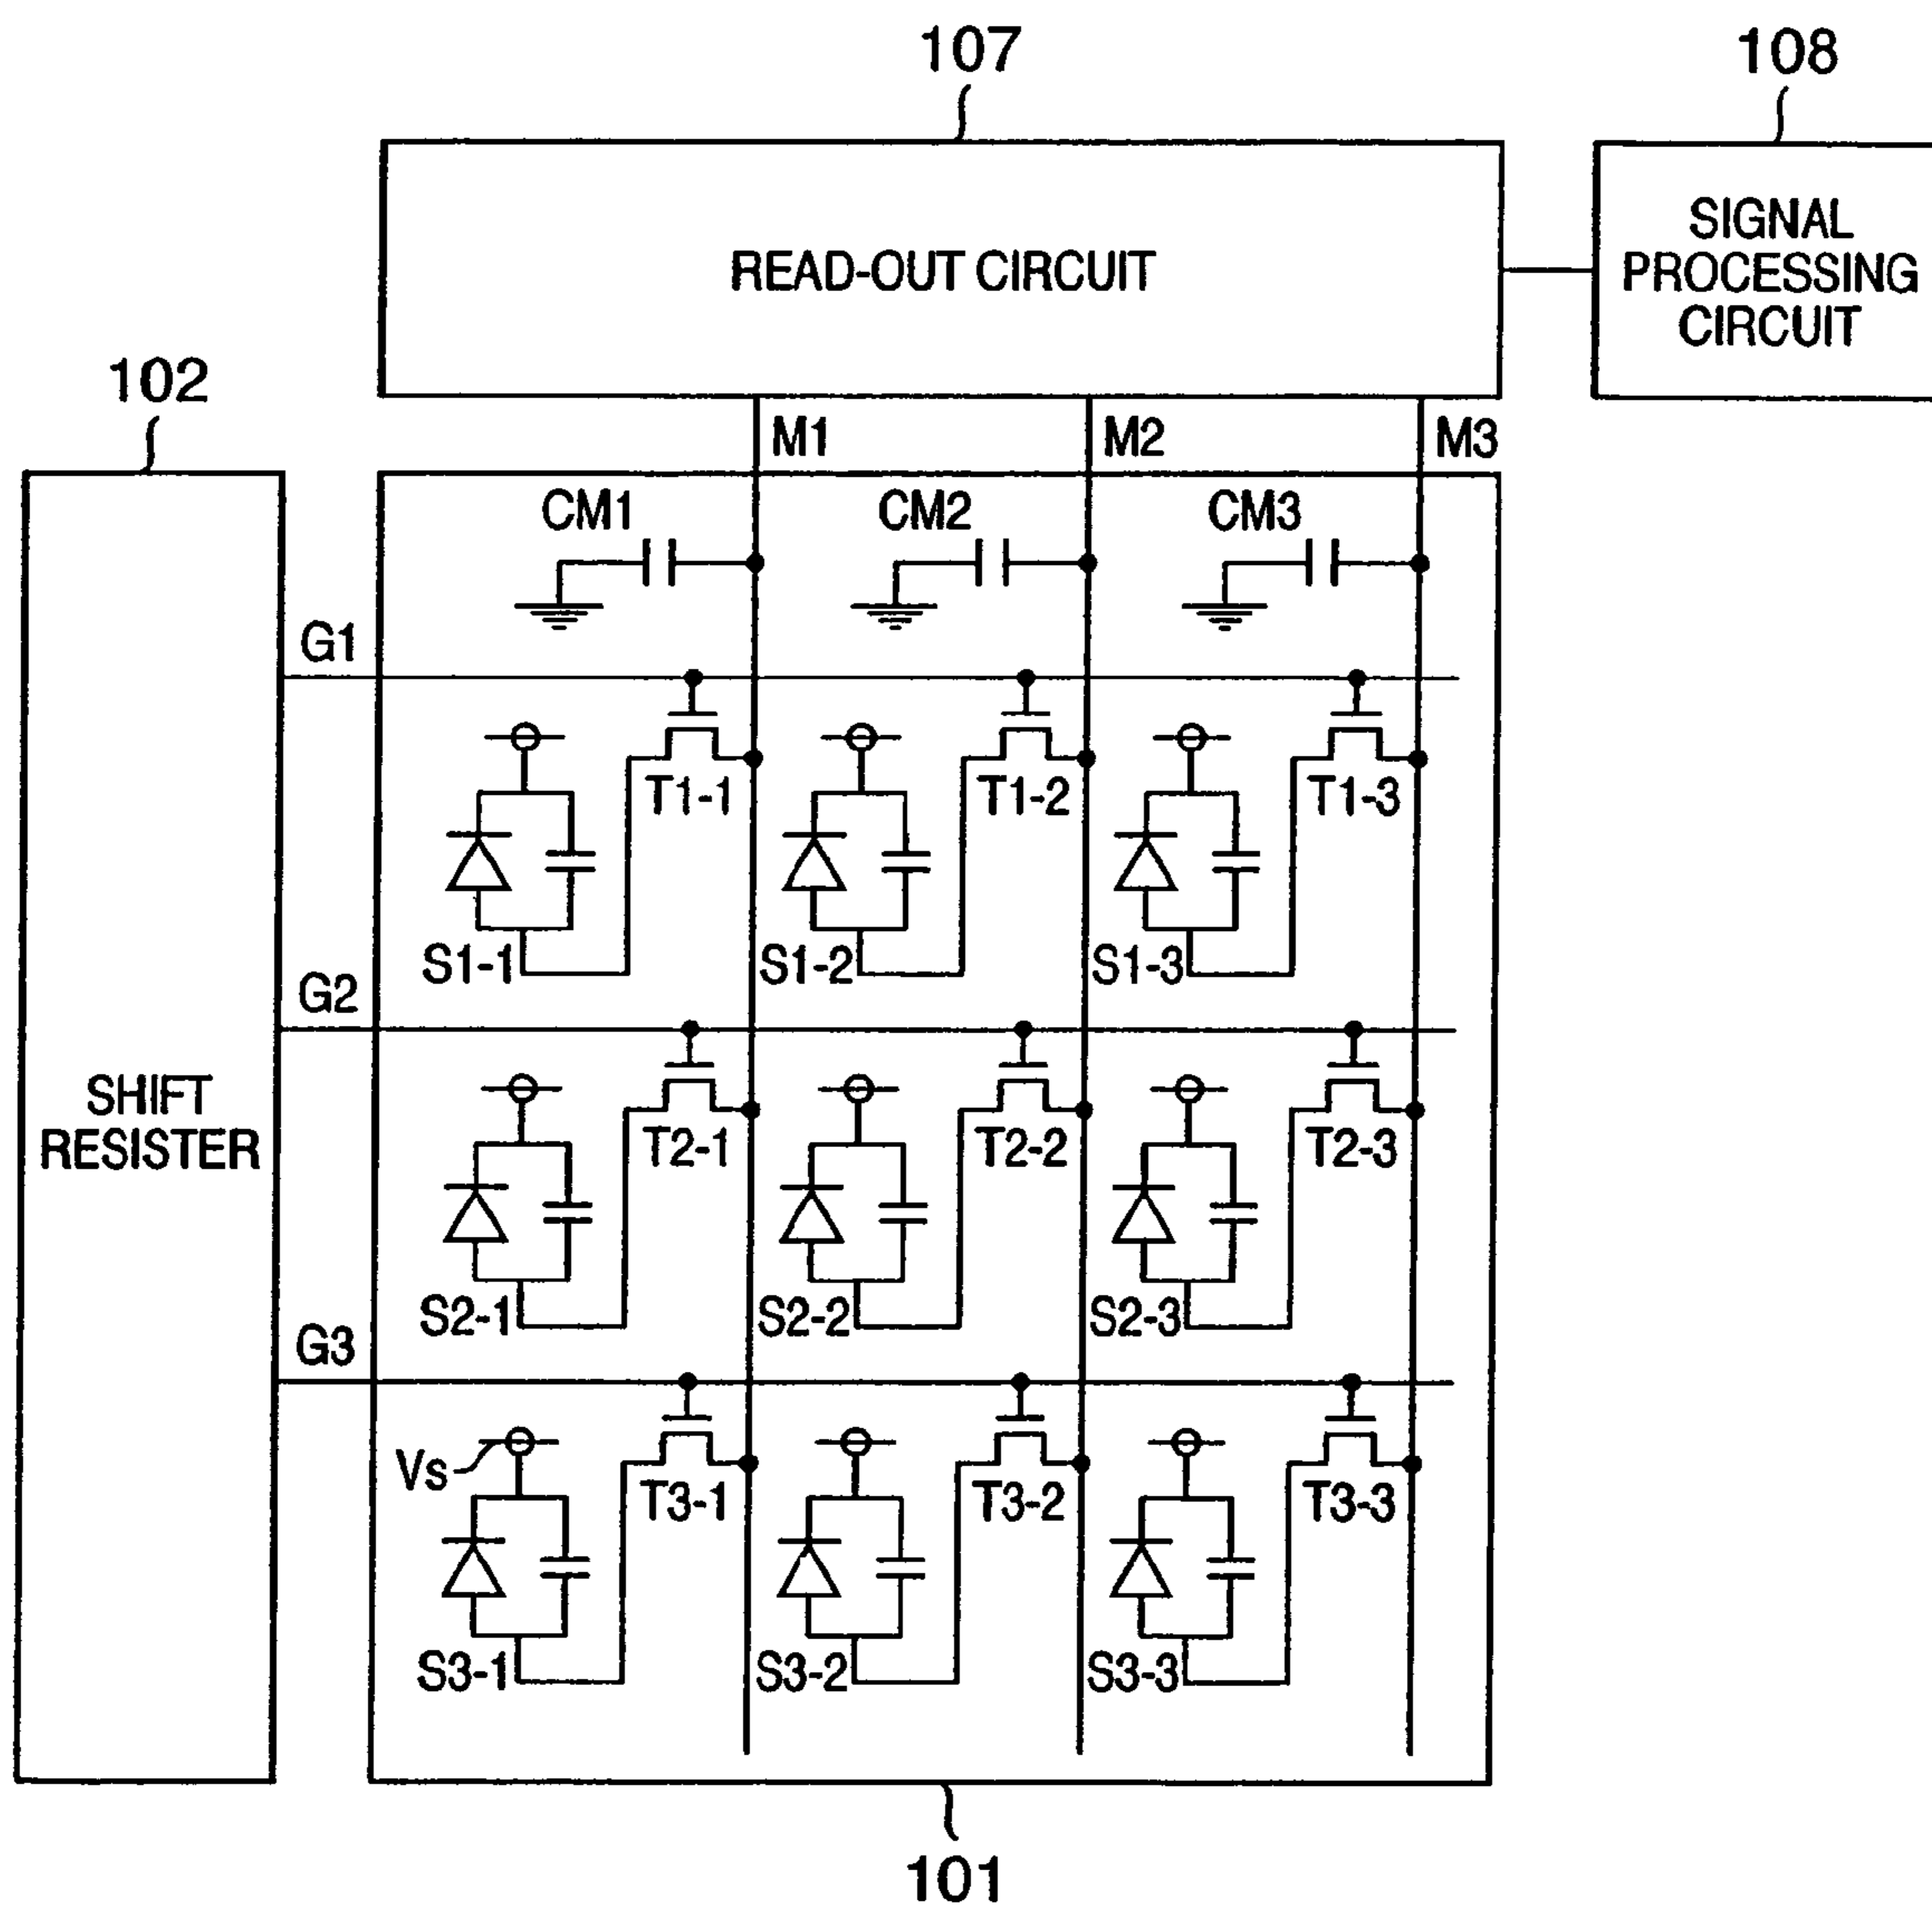 107
108
READ-OUT CIRCUIT
SIGNAL
PROCESSING
CIRCUIT
102
M1
M2
M3
CM1
CM2
CM3
G1
T1-1
T1-2
T1-3
S1-1
S1-2
S1-3
G2
SHIFT
RESISTER
T2-1
T2-2
T2-3
S2-1
S2-2
S2-3
G3
Vs
T3-1
T3-2
T3-3
S3-1
S3-2
S3-3
101